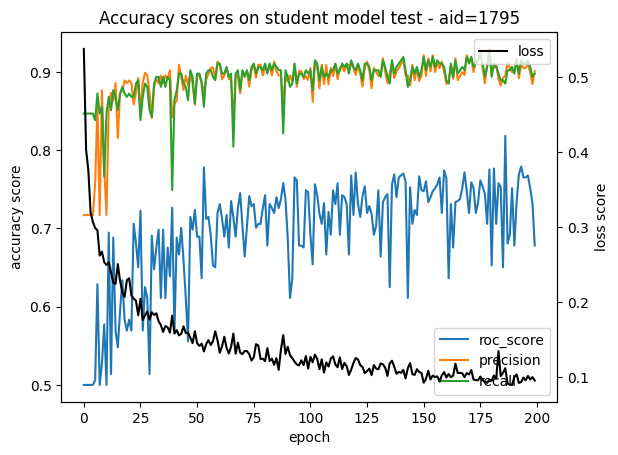 Accuracy scores on student model test - aid=1795
loss
0.9
0.8
0.7
0.6
0.5
accuracy score
0.5
0.4
0.3
0.2
0.1
loss score
roc_score
precision
recall
0 25 50 75 100 125 150 175 200
epoch